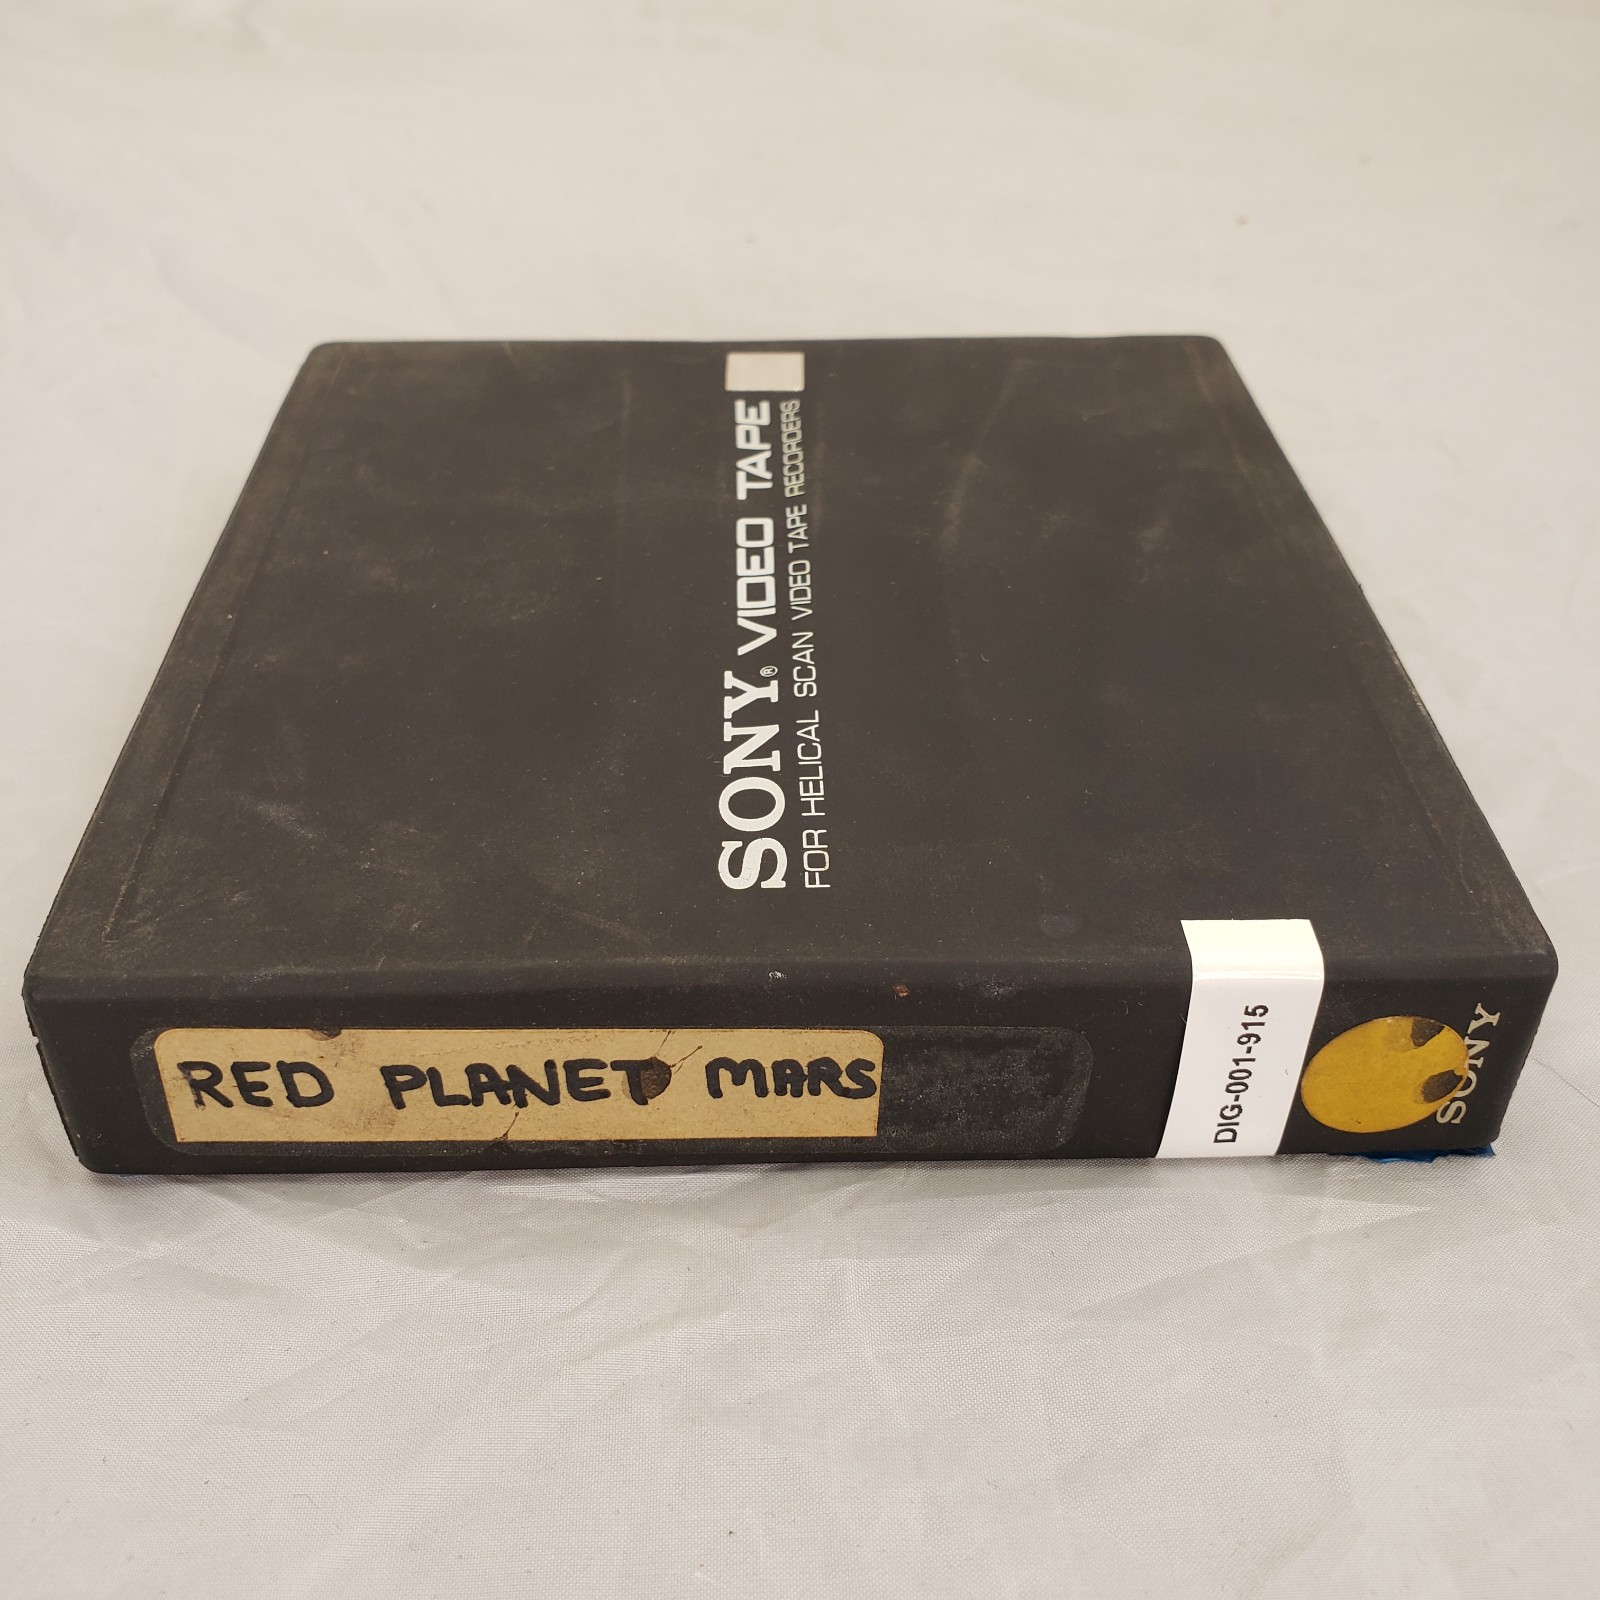 SONY® VIDEO TAPE
FOR HELICAL SCAN VIDEO TAPE RECORDERS
RED PLANET MARS
DIG-001-915
SONY